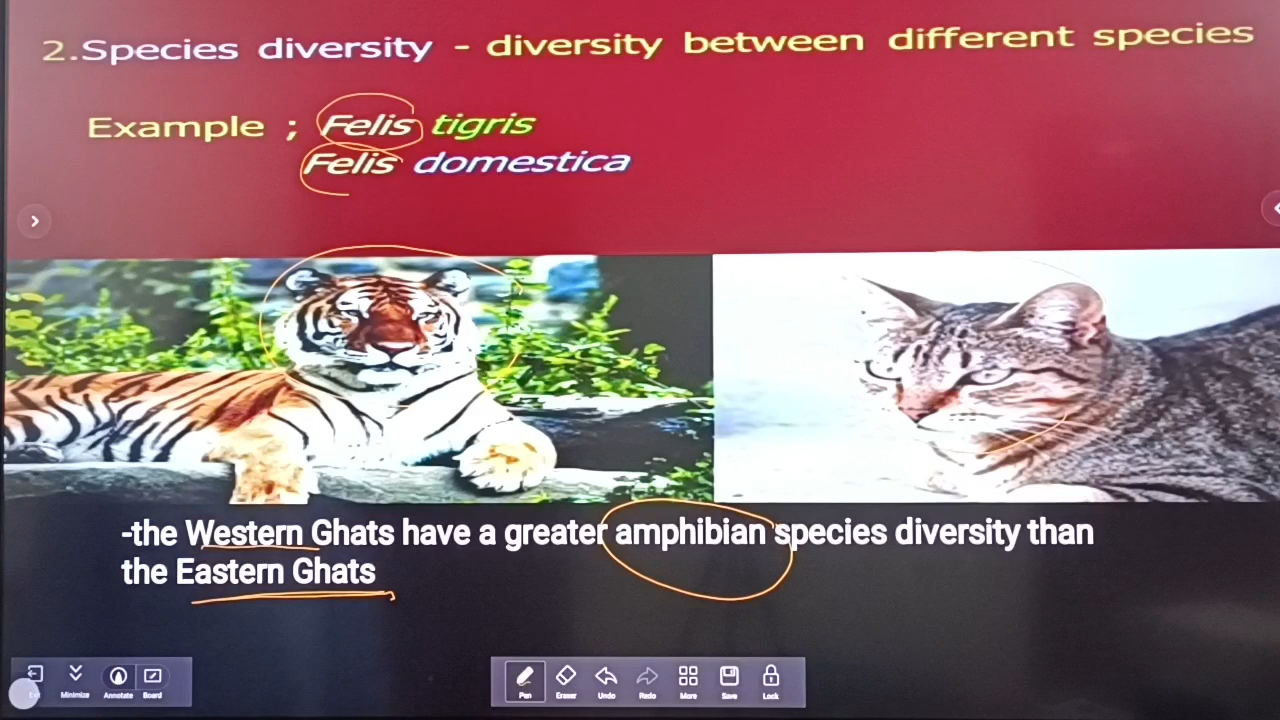 2.Species diversity - diversity between different species
Example ; Felis tigris
Felis domestica
-the Western Ghats have a greater amphibian species diversity than
the Eastern Ghats
Minimize Annotate Board
Pen Eraser Undo Redo More Save Lock